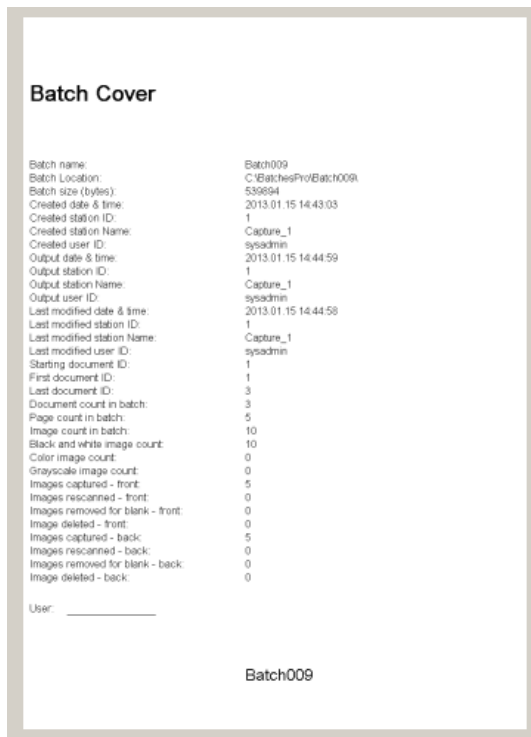 Batch Cover
Batch name: Batch009
Batch Location: C:\BatchesPro\Batch009\
Batch size (bytes): 539894
Created date & time: 2013.01.15 14:43:03
Created station ID: 1
Created station Name: Capture_1
Created user ID: sysadmin
Output date & time: 2013.01.15 14:44:59
Output station ID: 1
Output station Name: Capture_1
Output user ID: sysadmin
Last modified date & time: 2013.01.15 14:44:58
Last modified station ID: 1
Last modified station Name: Capture_1
Last modified user ID: sysadmin
Starting document ID: 1
First document ID: 1
Last document ID: 3
Document count in batch: 3
Page count in batch: 5
Image count in batch: 10
Black and white image count: 10
Color image count: 0
Grayscale image count: 0
Images captured - front: 5
Images rescanned - front: 0
Images removed for blank - front: 0
Image deleted - front: 0
Images captured - back: 5
Images rescanned - back: 0
Images removed for blank - back: 0
Image deleted - back: 0
User: _______________
Batch009